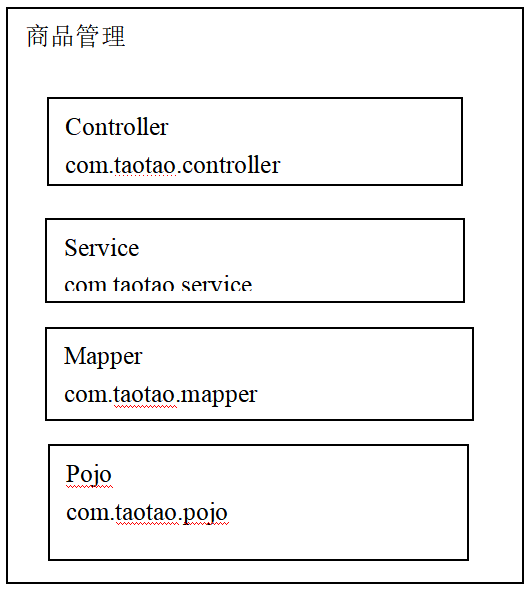 商品管理
Controller
com.taotao.controller
Service
com.taotao.service
Mapper
com.taotao.mapper
Pojo
com.taotao.pojo